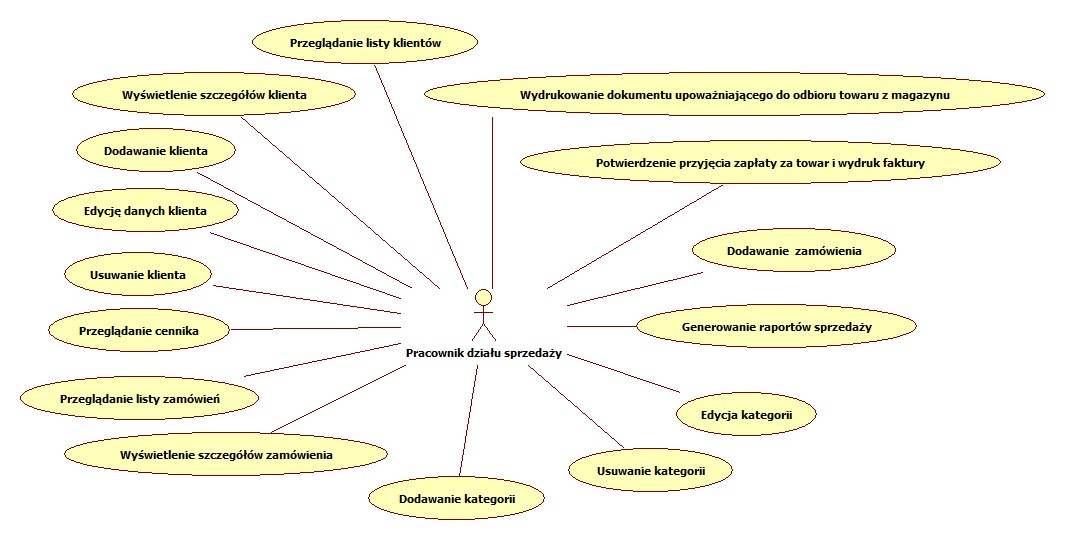 Przeglądanie listy klientów
Wyświetlenie szczegółów klienta
Wydrukowanie dokumentu upoważniającego do odbioru towaru z magazynu
Dodawanie klienta
Potwierdzenie przyjęcia zapłaty za towar i wydruk faktury
Edycję danych klienta
Dodawanie zamówienia
Usuwanie klienta
Przeglądanie cennika
Generowanie raportów sprzedaży
Pracownik działu sprzedaży
Przeglądanie listy zamówień
Edycja kategorii
Wyświetlenie szczegółów zamówienia
Usuwanie kategorii
Dodawanie kategorii